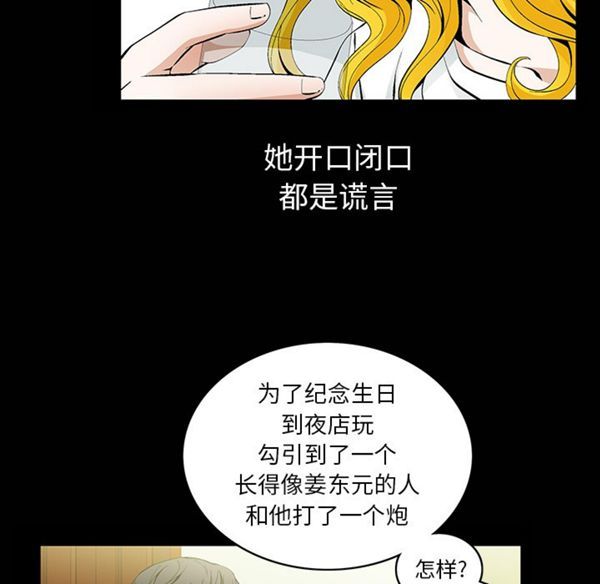 她开口闭口
都是谎言
为了纪念生日
到夜店玩
勾引到了一个
长得像姜东元的人
和他打了一个炮
怎样?